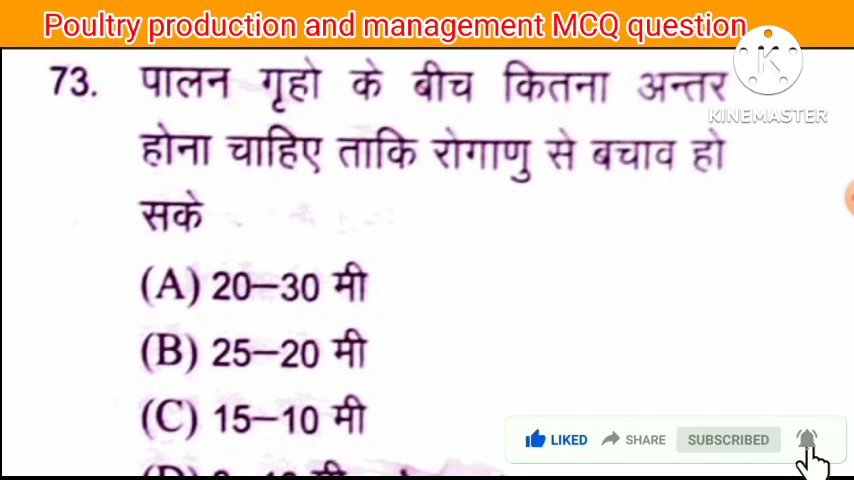 Poultry production and management MCQ question
KINEMASTER
73. पालन गृहो के बीच कितना अन्तर
होना चाहिए ताकि रोगाणु से बचाव हो
सके
(A) 20–30 मी
(B) 25–20 मी
(C) 15–10 मी
LIKED SHARE SUBSCRIBED